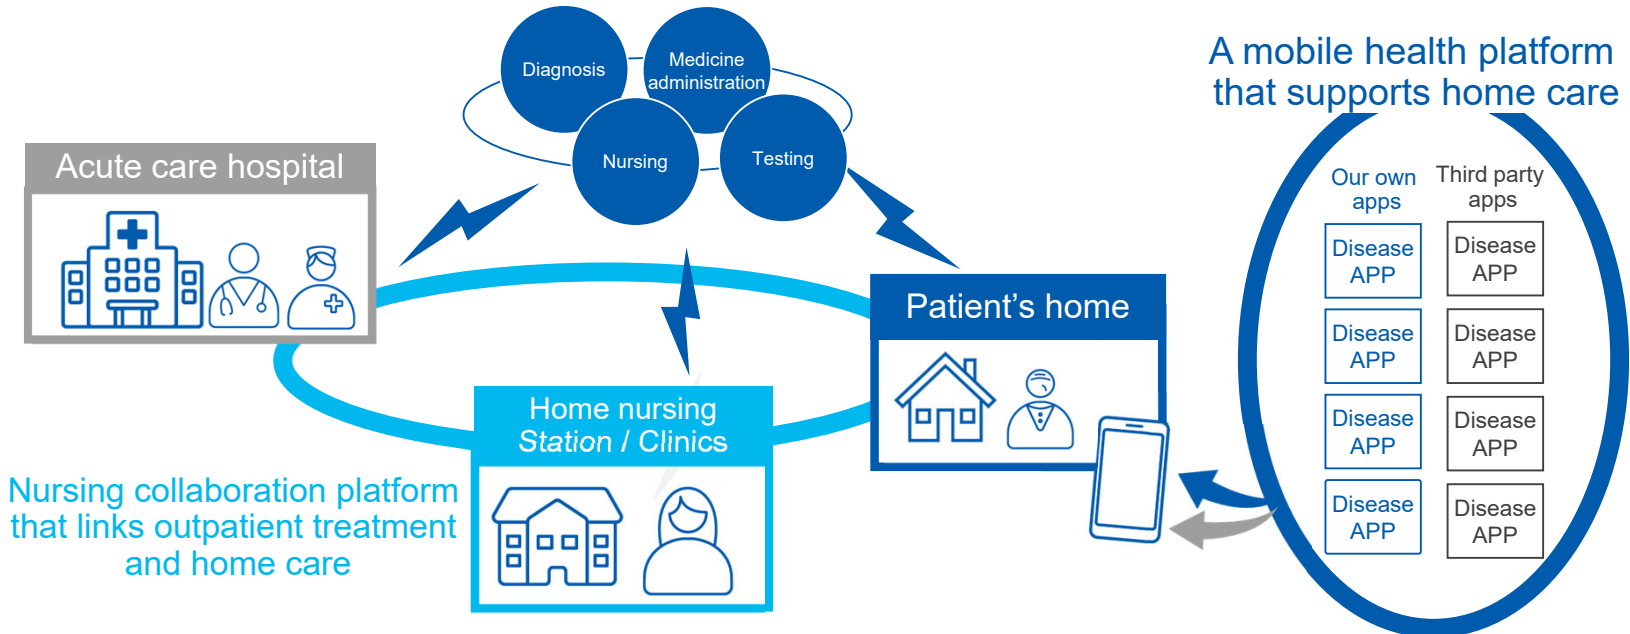 Diagnosis
Medicine
administration
Nursing
Testing
A mobile health platform
that supports home care
Acute care hospital
Patient's home
Home nursing
Station / Clinics
Nursing collaboration platform
that links outpatient treatment
and home care
Our own
apps
Third party
apps
Disease
APP
Disease
APP
Disease
APP
Disease
APP
Disease
APP
Disease
APP
Disease
APP
Disease
APP